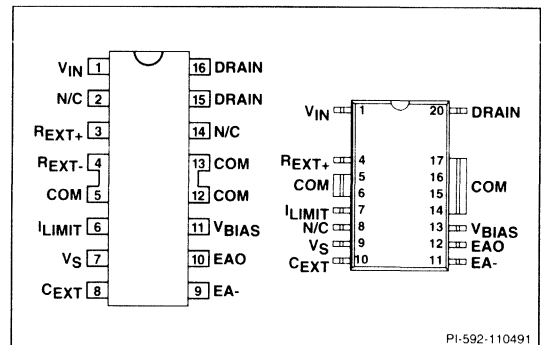 VIN 1 16 DRAIN
N/C 2 15 DRAIN
REXT+ 3 14 N/C
REXT- 4 13 COM
COM 5 12 COM
ILIMIT 6 11 VBIAS
VS 7 10 EAO
CEXT 8 9 EA-
VIN 1 20 DRAIN
REXT+ 4 17
COM 5 16 COM
6 15
ILIMIT 7 14
N/C 8 13 VBIAS
VS 9 12 EAO
CEXT 10 11 EA-
PI-592-110491